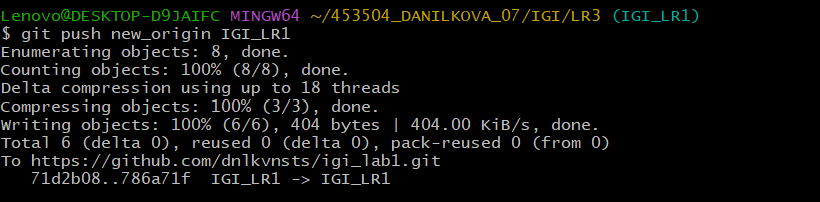 Lenovo@DESKTOP-D9JAIFC MINGW64 ~/453504_DANILKOVA_07/IGI/LR3 (IGI_LR1)
$ git push new_origin IGI_LR1
Enumerating objects: 8, done.
Counting objects: 100% (8/8), done.
Delta compression using up to 18 threads
Compressing objects: 100% (3/3), done.
Writing objects: 100% (6/6), 404 bytes | 404.00 KiB/s, done.
Total 6 (delta 0), reused 0 (delta 0), pack-reused 0 (from 0)
To https://github.com/dnlkvnsts/igi_lab1.git
   71d2b08..786a71f  IGI_LR1 -> IGI_LR1